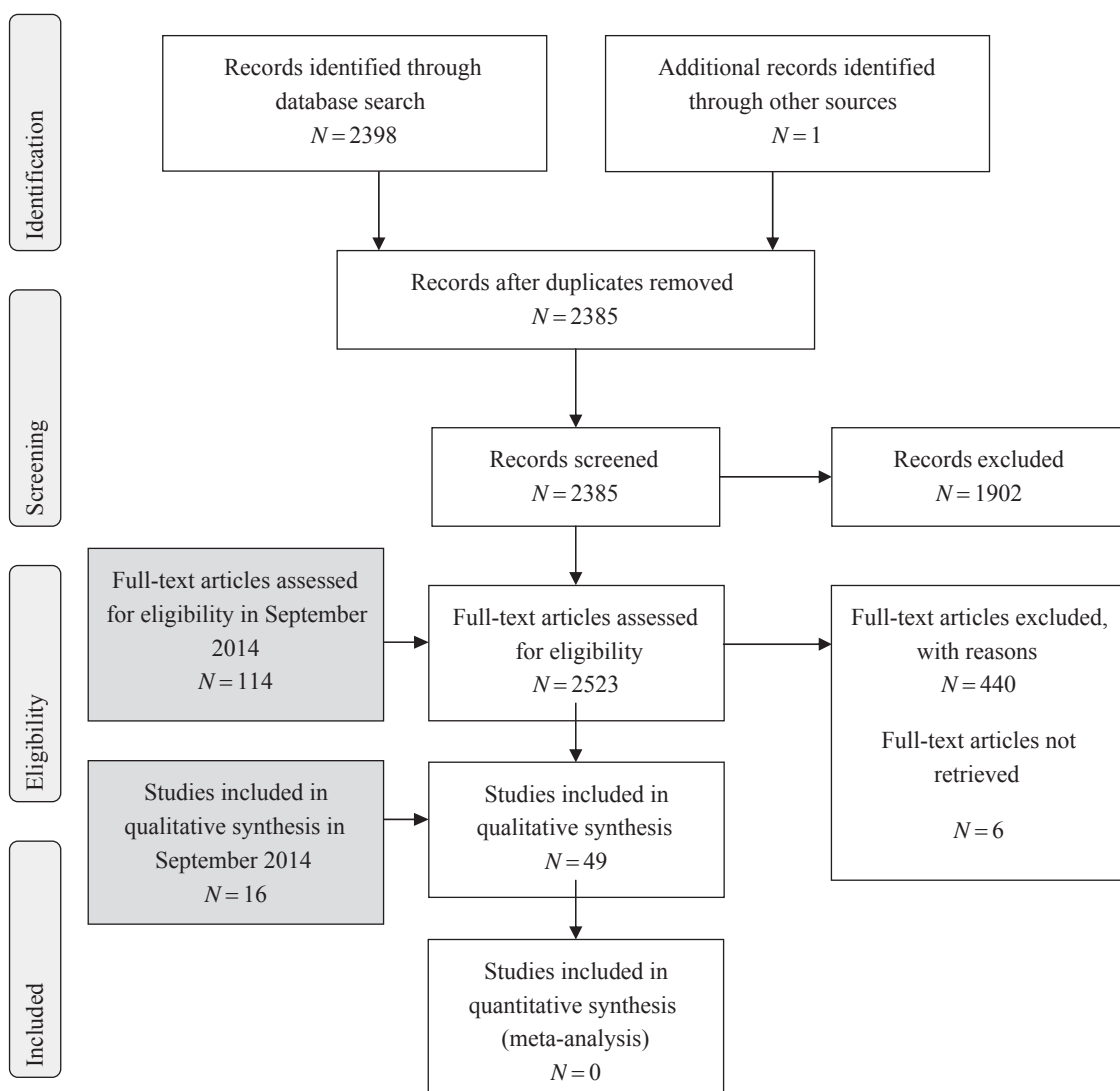 Identification
Records identified through
database search
N = 2398
Additional records identified
through other sources
N = 1
Records after duplicates removed
N = 2385
Screening
Records screened
N = 2385
Records excluded
N = 1902
Eligibility
Full-text articles assessed
for eligibility in September
2014
N = 114
Full-text articles assessed
for eligibility
N = 2523
Full-text articles excluded,
with reasons
N = 440
Full-text articles not
retrieved
N = 6
Studies included in
qualitative synthesis in
September 2014
N = 16
Studies included in
qualitative synthesis
N = 49
Included
Studies included in
quantitative synthesis
(meta-analysis)
N = 0